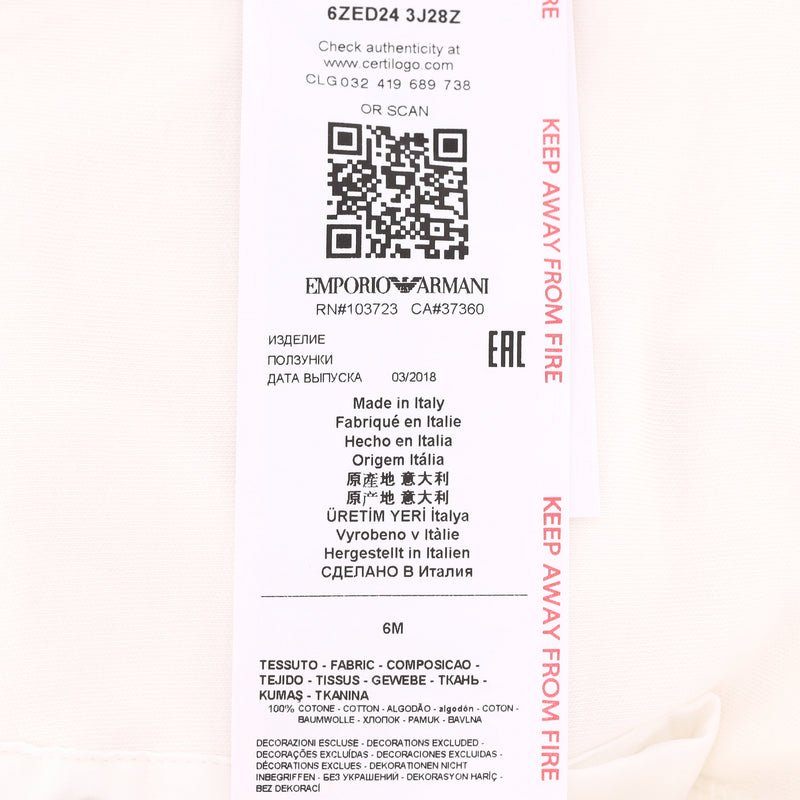 6ZED24 3J28Z
Check authenticity at
www.certilogo.com
CLG 032 419 689 738
OR SCAN
EMPORIO ARMANI
RN#103723 CA#37360
ИЗДЕЛИЕ
ПОЛЗУНКИ
ДАТА ВЫПУСКА 03/2018
EAC
Made in Italy
Fabriqué en Italie
Hecho en Italia
Origem Itália
原產地 意大利
原产地 意大利
ÜRETİM YERİ İtalya
Vyrobeno v Itàlie
Hergestellt in Italien
СДЕЛАНО В Италия
6M
TESSUTO - FABRIC - COMPOSICAO -
TEJIDO - TISSUS - GEWEBE - ТКАНЬ -
KUMAŞ - TKANINA
100% COTONE - COTTON - ALGODÃO - algodón - COTON -
BAUMWOLLE - ХЛОПОК - PAMUK - BAVLNA
DECORAZIONI ESCLUSE - DECORATIONS EXCLUDED -
DECORAÇÕES EXCLUÍDAS - DECORACIONES EXCLUIDAS -
DÉCORATIONS EXCLUES - DEKORATIONEN NICHT
INBEGRIFFEN - БЕЗ УКРАШЕНИЙ - DEKORASYON HARİÇ -
BEZ DEKORACÍ
RE
KEEP AWAY FROM FIRE
KEEP AWAY FROM FIRE